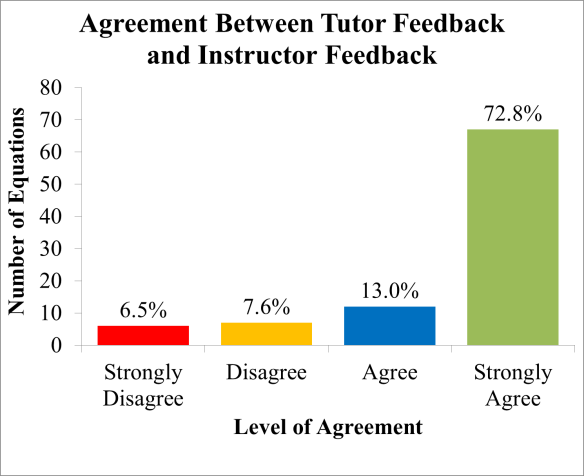 Agreement Between Tutor Feedback
and Instructor Feedback
Number of Equations
80
70
60
50
40
30
20
10
0
6.5%
7.6%
13.0%
72.8%
Strongly
Disagree
Disagree
Agree
Strongly
Agree
Level of Agreement